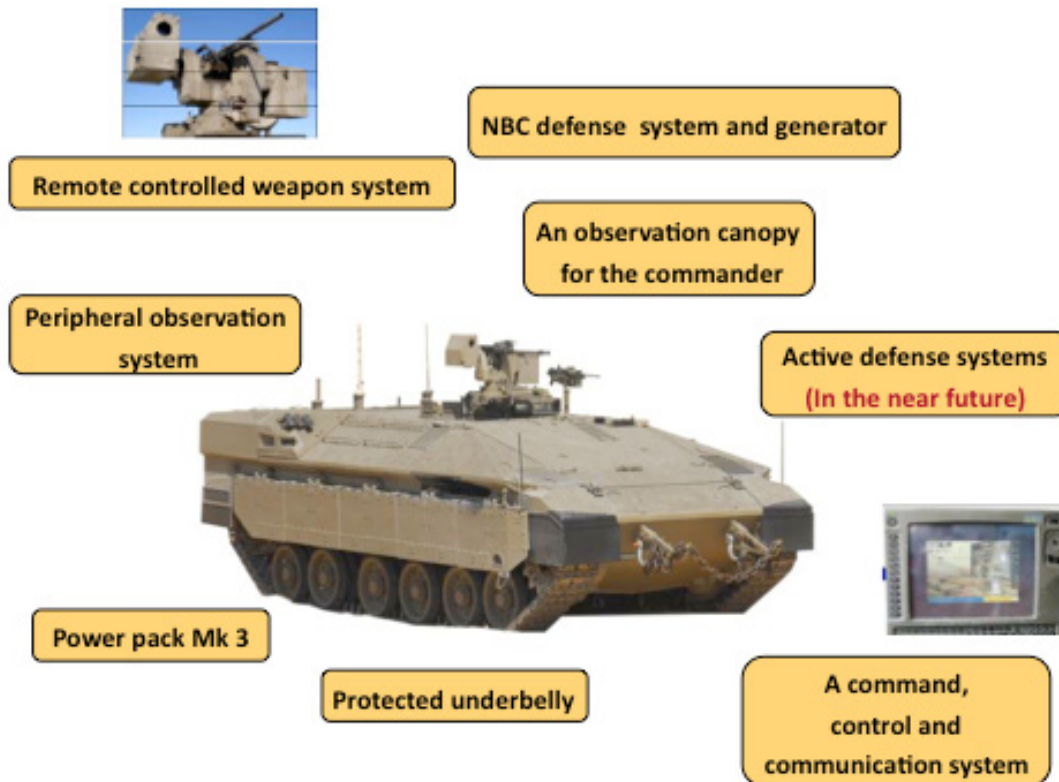 NBC defense system and generator
Remote controlled weapon system
An observation canopy
for the commander
Peripheral observation
system
Active defense systems
(In the near future)
Power pack Mk 3
Protected underbelly
A command,
control and
communication system